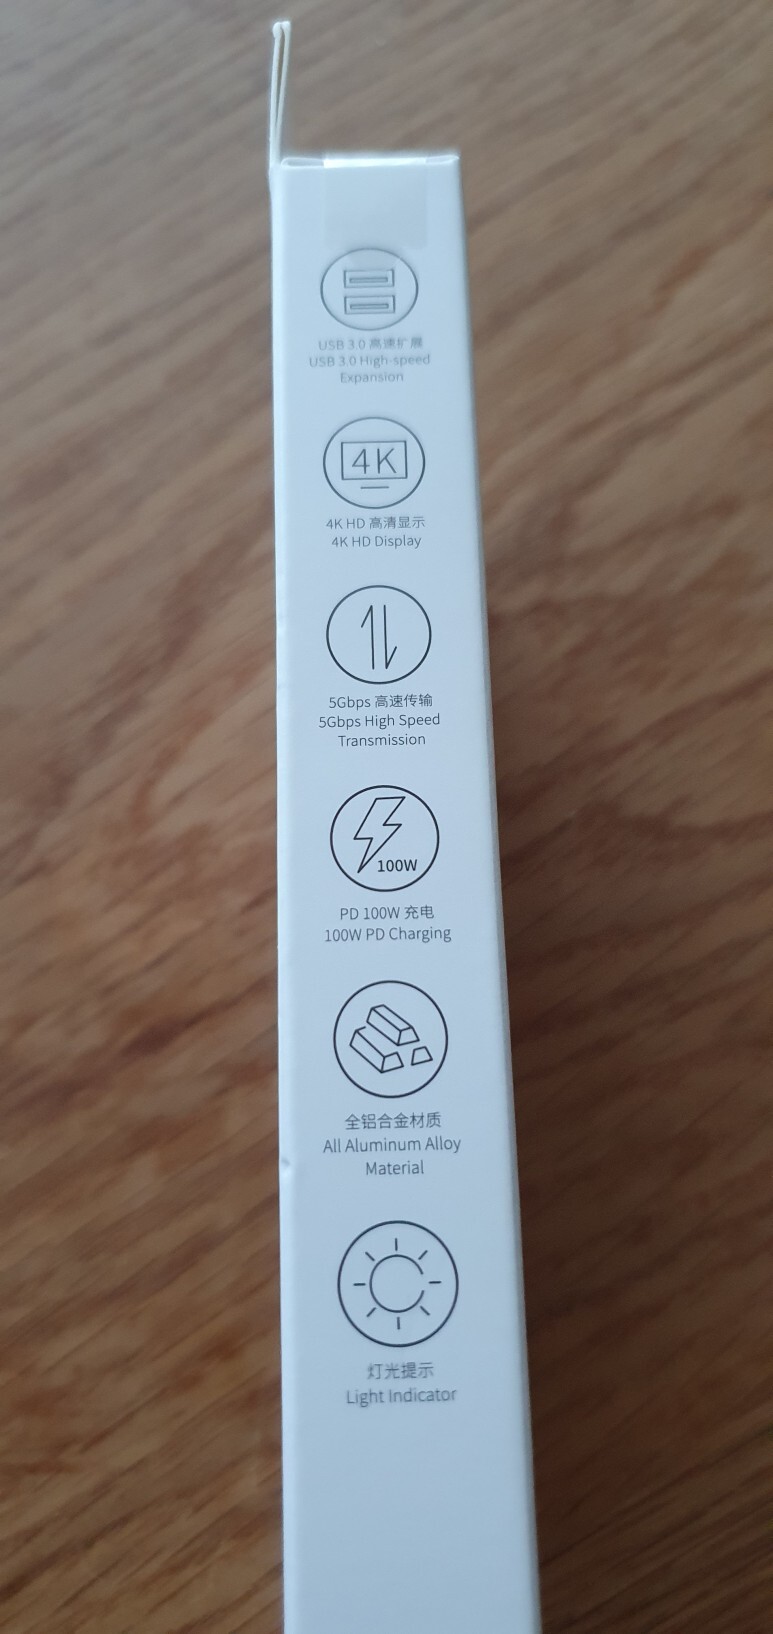 USB 3.0 高速扩展
USB 3.0 High-speed
Expansion
4K
4K HD 高清显示
4K HD Display
5Gbps 高速传输
5Gbps High Speed
Transmission
100W
PD 100W 充电
100W PD Charging
全铝合金材质
All Aluminum Alloy
Material
灯光提示
Light Indicator